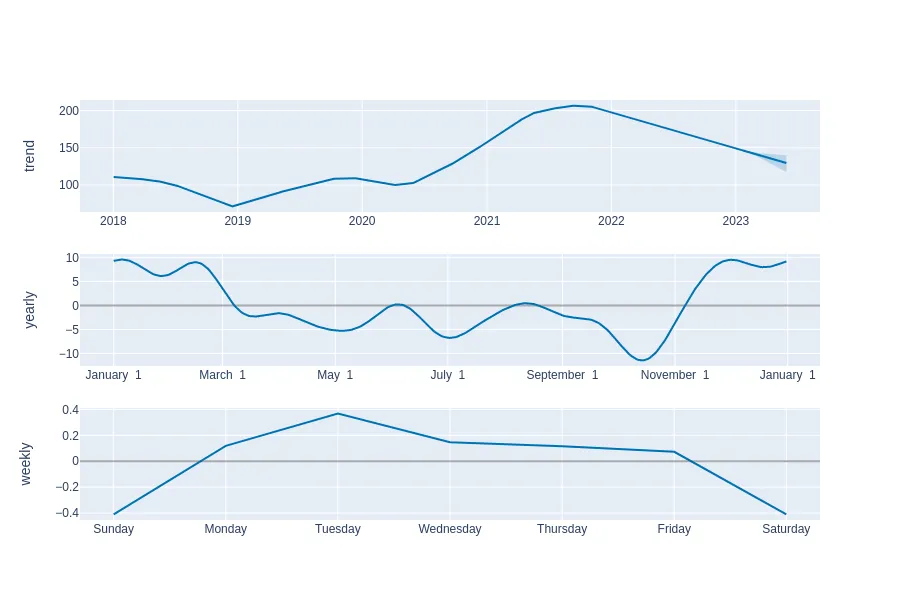 200
150
100
trend
2018 2019 2020 2021 2022 2023
10
5
0
−5
−10
yearly
January 1 March 1 May 1 July 1 September 1 November 1 January 1
0.4
0.2
0
−0.2
−0.4
weekly
Sunday Monday Tuesday Wednesday Thursday Friday Saturday